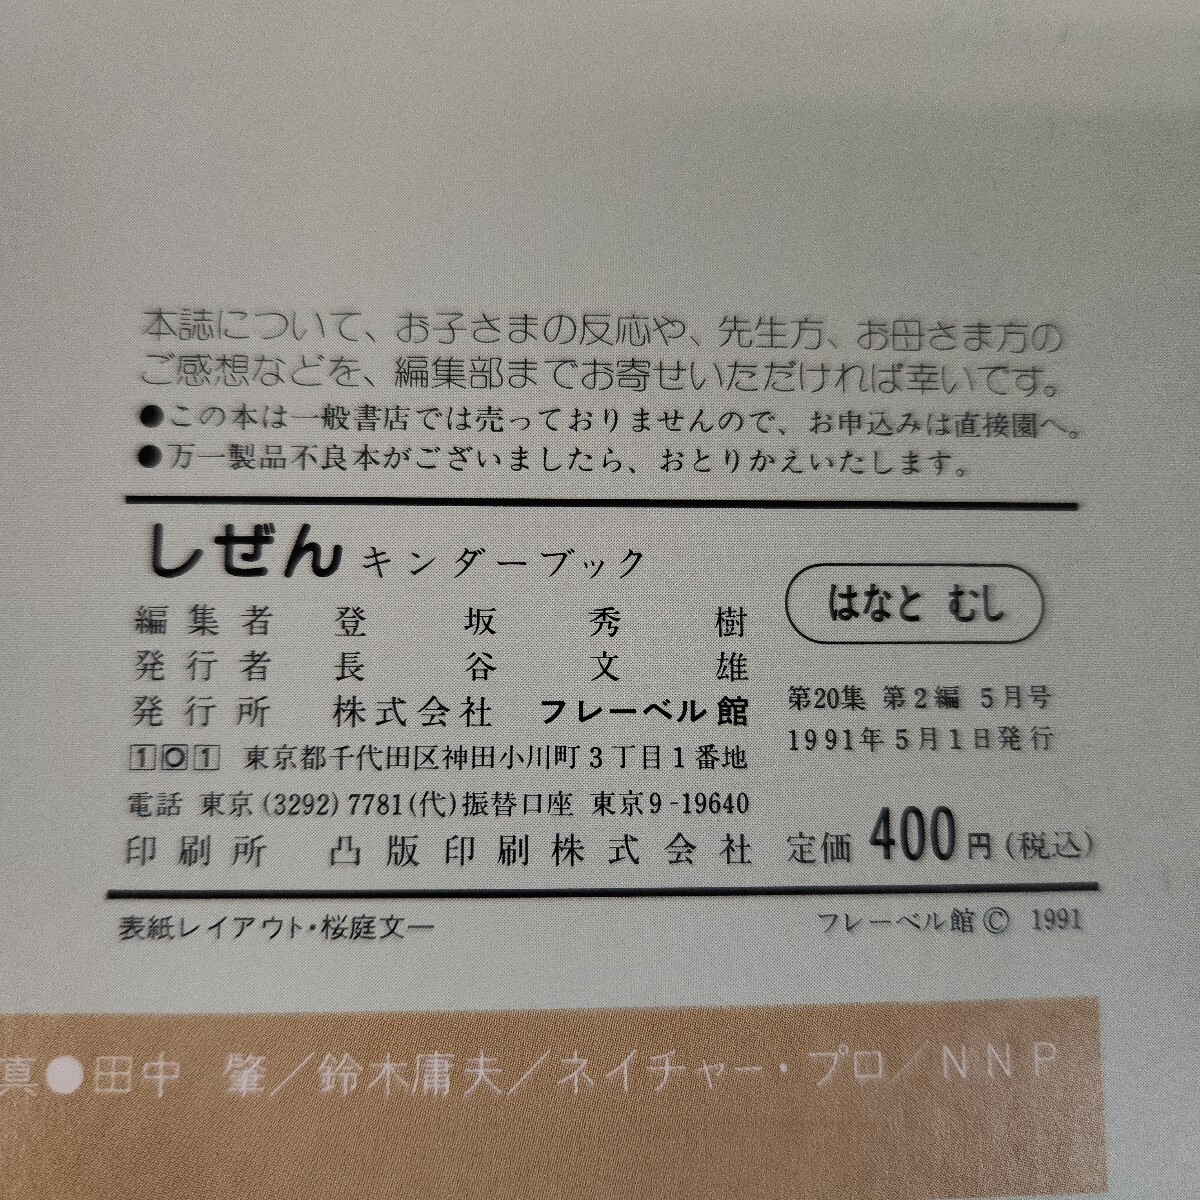 本誌について、お子さまの反応や、先生方、お母さま方の
ご感想などを、編集部までお寄せいただければ幸いです。
●この本は一般書店では売っておりませんので、お申込みは直接園へ。
●万一製品不良本がございましたら、おとりかえいたします。
しぜん キンダーブック
はなと むし
編集者 登坂秀樹
発行者 長谷文雄
発行所 株式会社 フレーベル館
第20集 第2編 5月号
1991年5月1日発行
101 東京都千代田区神田小川町3丁目1番地
電話 東京(3292)7781(代)振替口座 東京9-19640
印刷所 凸版印刷株式会社
定価 400円(税込)
表紙レイアウト・桜庭文一
フレーベル館© 1991
真●田中 肇/鈴木庸夫/ネイチャー・プロ/NNP